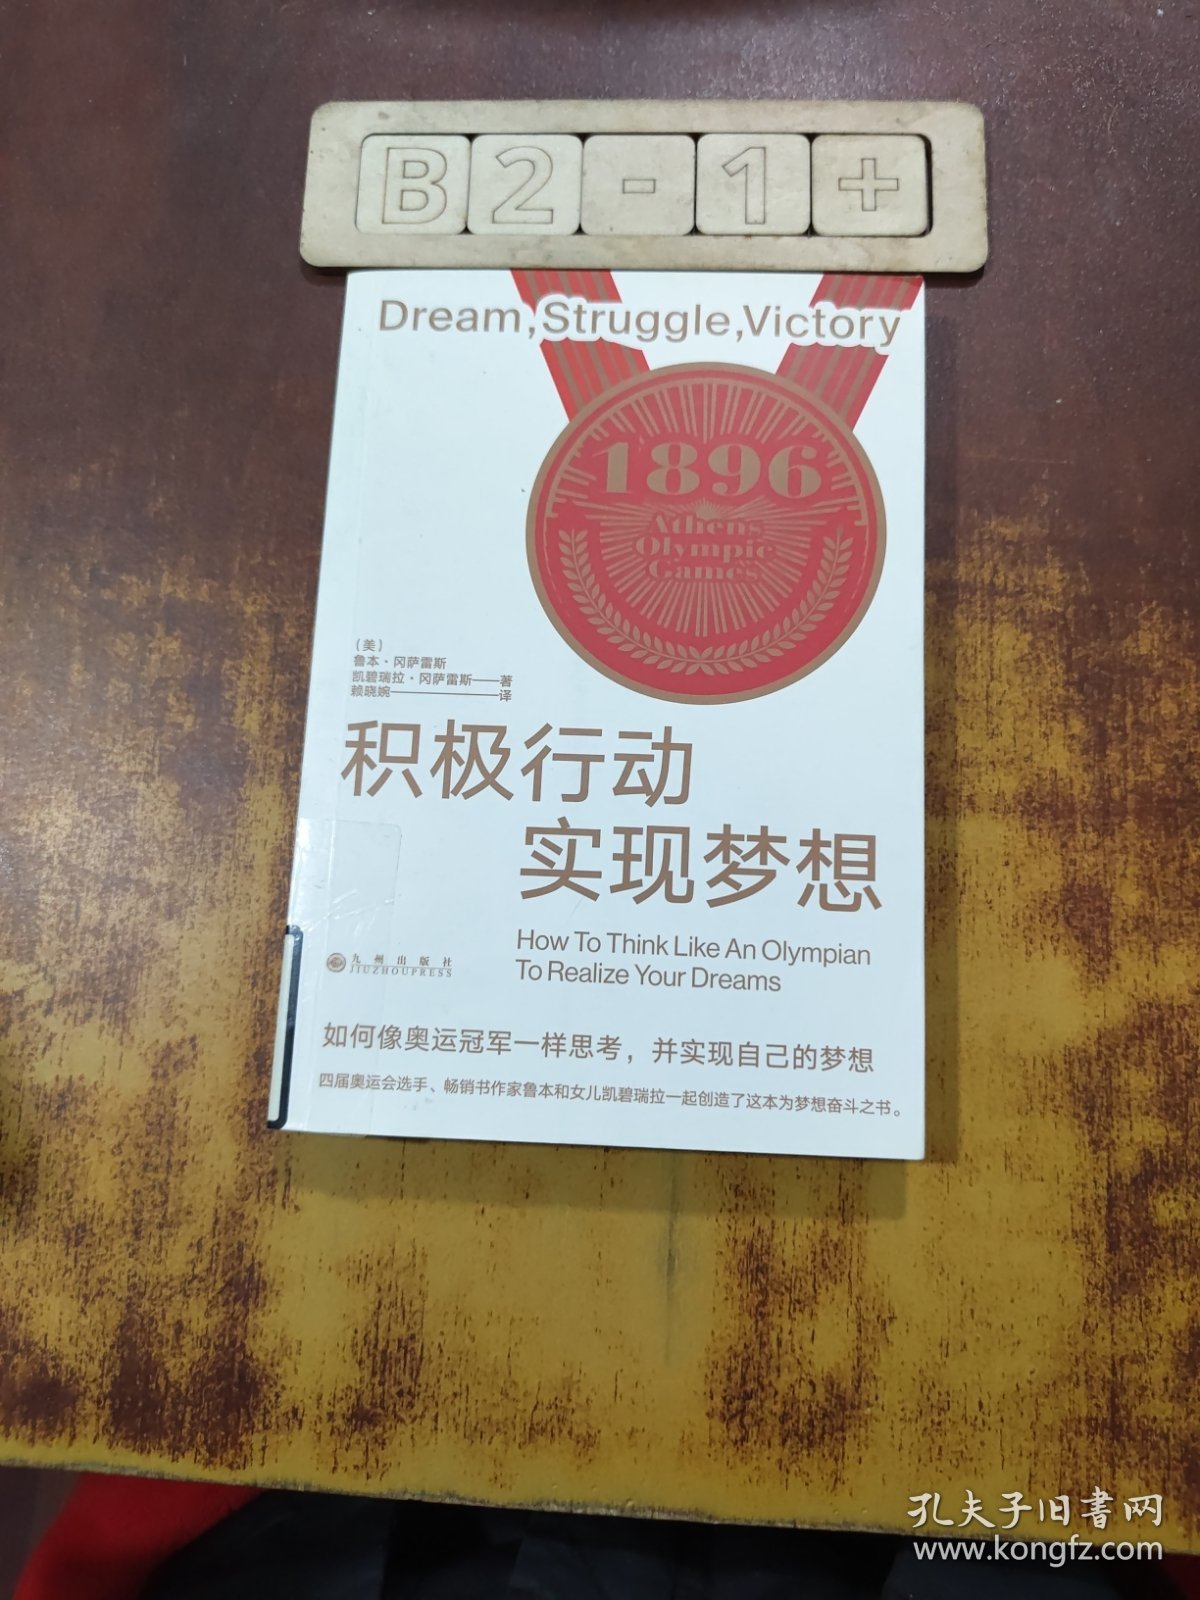 B2-1+
Dream,Struggle,Victory
1896
Athens
Olympic
Games
(美)
鲁本·冈萨雷斯
凯碧瑞拉·冈萨雷斯——著
赖晓婉————译
积极行动
实现梦想
How To Think Like An Olympian
To Realize Your Dreams
九州出版社
JIUZHOUPRESS
如何像奥运冠军一样思考，并实现自己的梦想
四届奥运会选手、畅销书作家鲁本和女儿凯碧瑞拉一起创造了这本为梦想奋斗之书。
孔夫子旧书网
www.kongfz.com